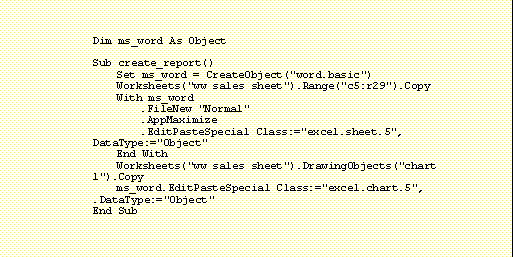 Dim ms_word As Object
Sub create_report()
Set ms_word = CreateObject("word.basic")
Worksheets("ww sales sheet").Range("c5:r29").Copy
With ms_word
.FileNew "Normal"
.AppMaximize
.EditPasteSpecial Class:="excel.sheet.5",
DataType:="Object"
End With
Worksheets("ww sales sheet").DrawingObjects("chart
1").Copy
ms_word.EditPasteSpecial Class:="excel.chart.5",
.DataType:="Object"
End Sub